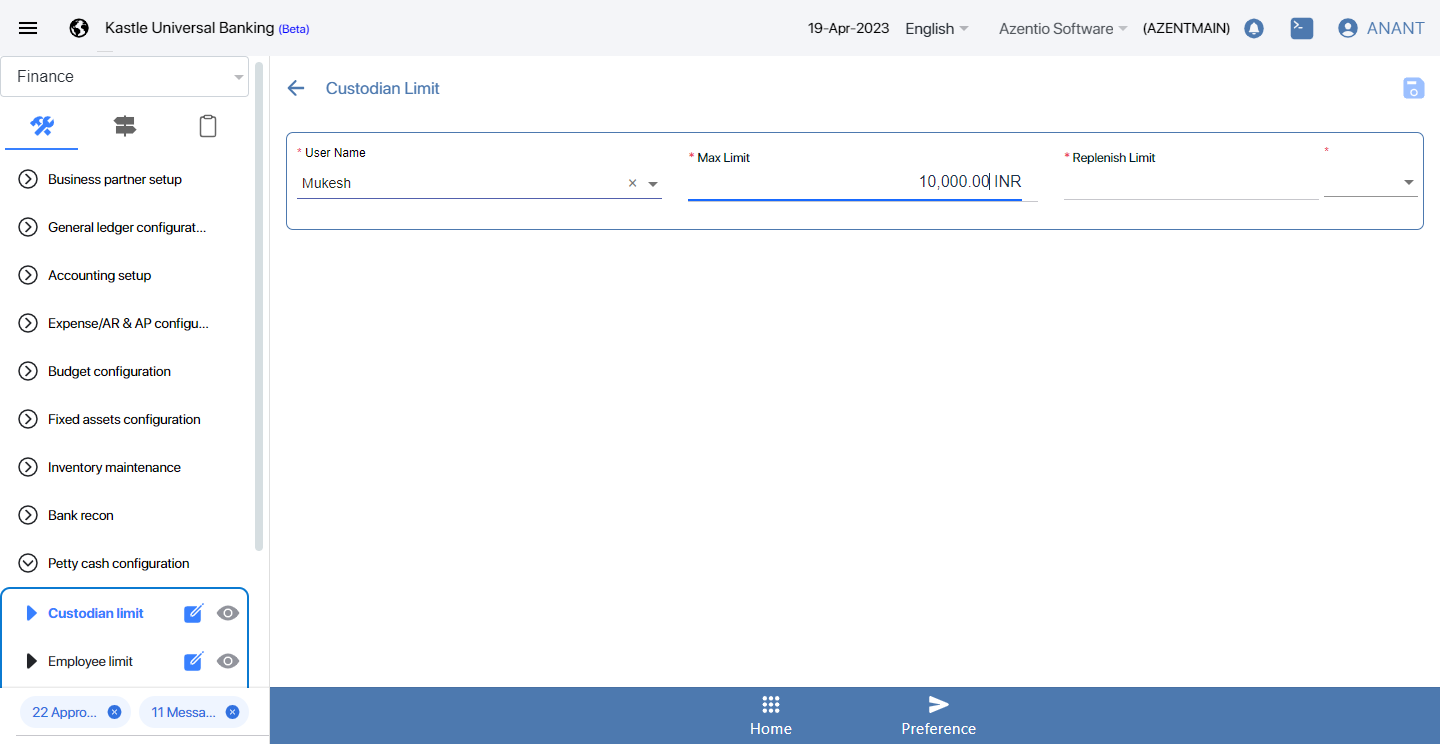 Kastle Universal Banking (Beta)
19-Apr-2023 English Azentio Software (AZENTMAIN) ANANT
Finance
Custodian Limit
* User Name
Mukesh
* Max Limit
10,000.00 INR
* Replenish Limit
*
Business partner setup
General ledger configurat...
Accounting setup
Expense/AR & AP configu...
Budget configuration
Fixed assets configuration
Inventory maintenance
Bank recon
Petty cash configuration
Custodian limit
Employee limit
22 Appro...
11 Messa...
Home
Preference